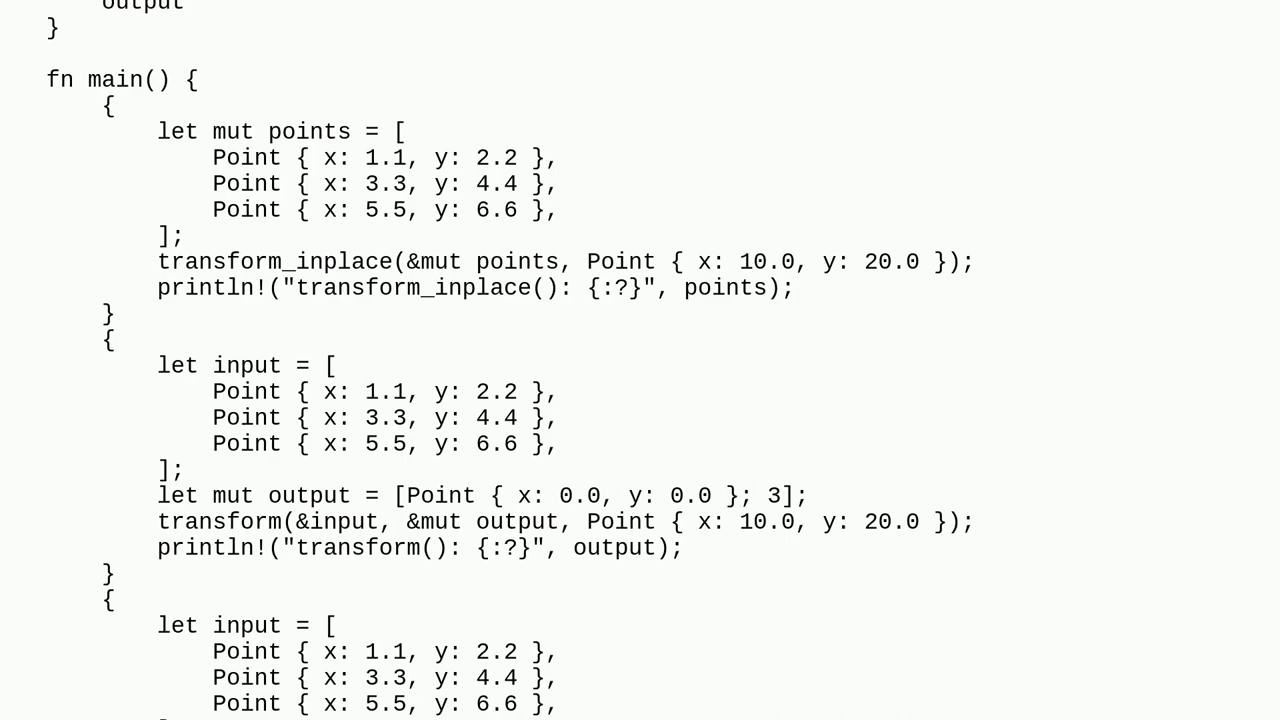 output
}
fn main() {
{
let mut points = [
Point { x: 1.1, y: 2.2 },
Point { x: 3.3, y: 4.4 },
Point { x: 5.5, y: 6.6 },
];
transform_inplace(&mut points, Point { x: 10.0, y: 20.0 });
println!("transform_inplace(): {:?}", points);
}
{
let input = [
Point { x: 1.1, y: 2.2 },
Point { x: 3.3, y: 4.4 },
Point { x: 5.5, y: 6.6 },
];
let mut output = [Point { x: 0.0, y: 0.0 }; 3];
transform(&input, &mut output, Point { x: 10.0, y: 20.0 });
println!("transform(): {:?}", output);
}
{
let input = [
Point { x: 1.1, y: 2.2 },
Point { x: 3.3, y: 4.4 },
Point { x: 5.5, y: 6.6 },